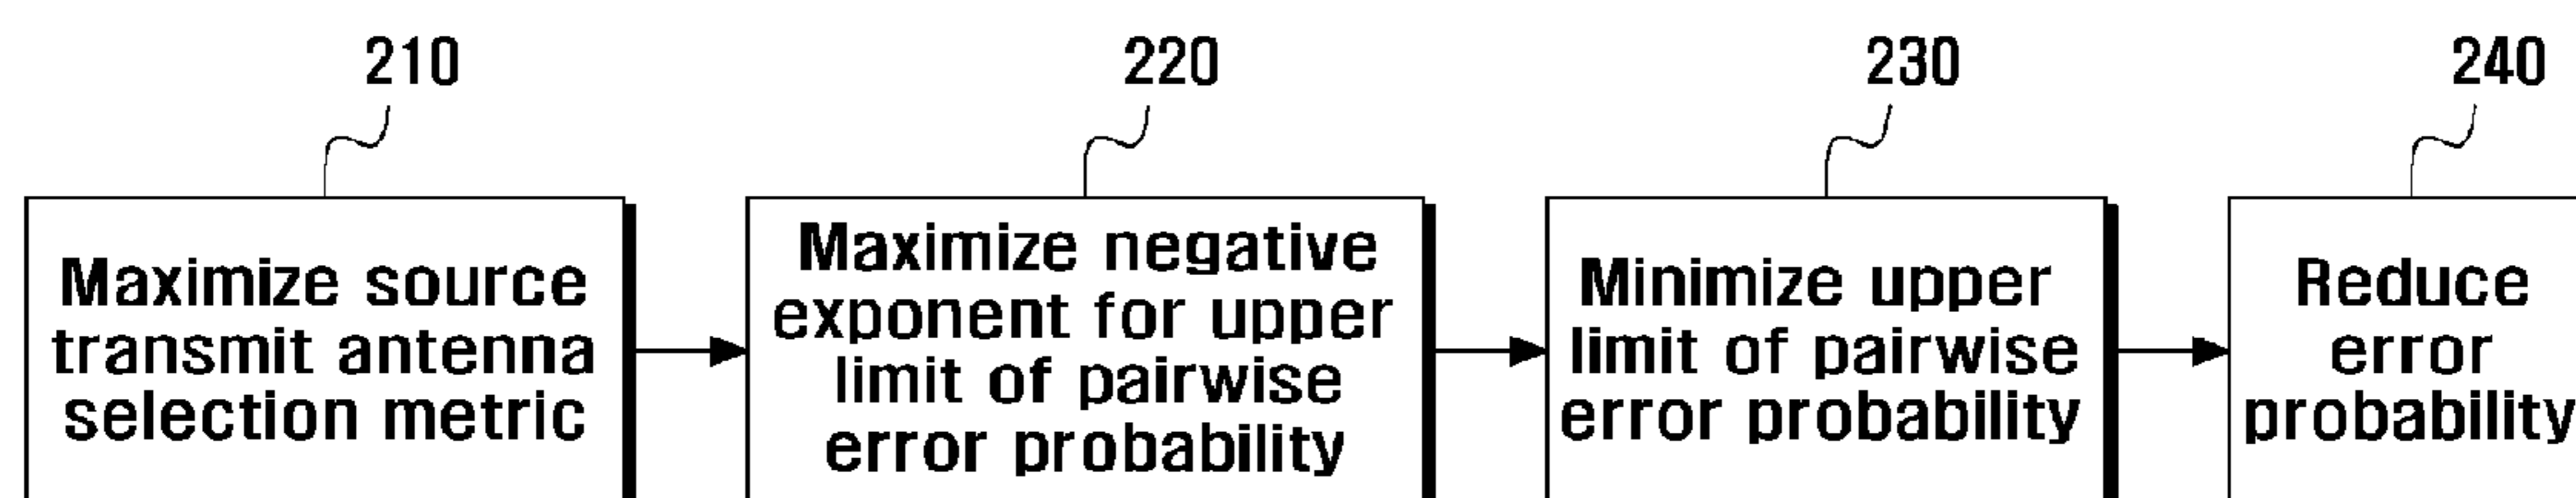 210
220
230
240
Maximize source
transmit antenna
selection metric
Maximize negative
exponent for upper
limit of pairwise
error probability
Minimize upper
limit of pairwise
error probability
Reduce
error
probability